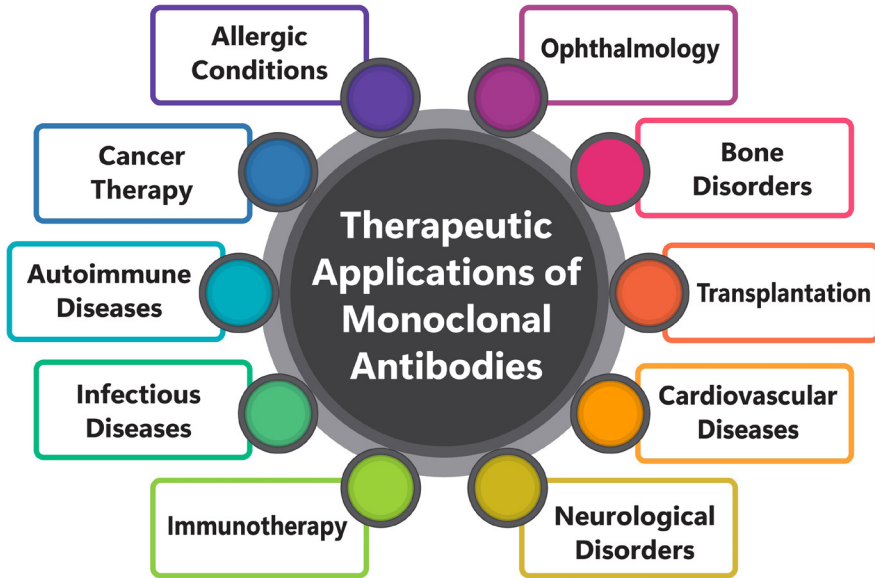 Allergic
Conditions
Ophthalmology
Cancer
Therapy
Bone
Disorders
Therapeutic
Applications of
Monoclonal
Antibodies
Autoimmune
Diseases
Transplantation
Infectious
Diseases
Cardiovascular
Diseases
Immunotherapy
Neurological
Disorders